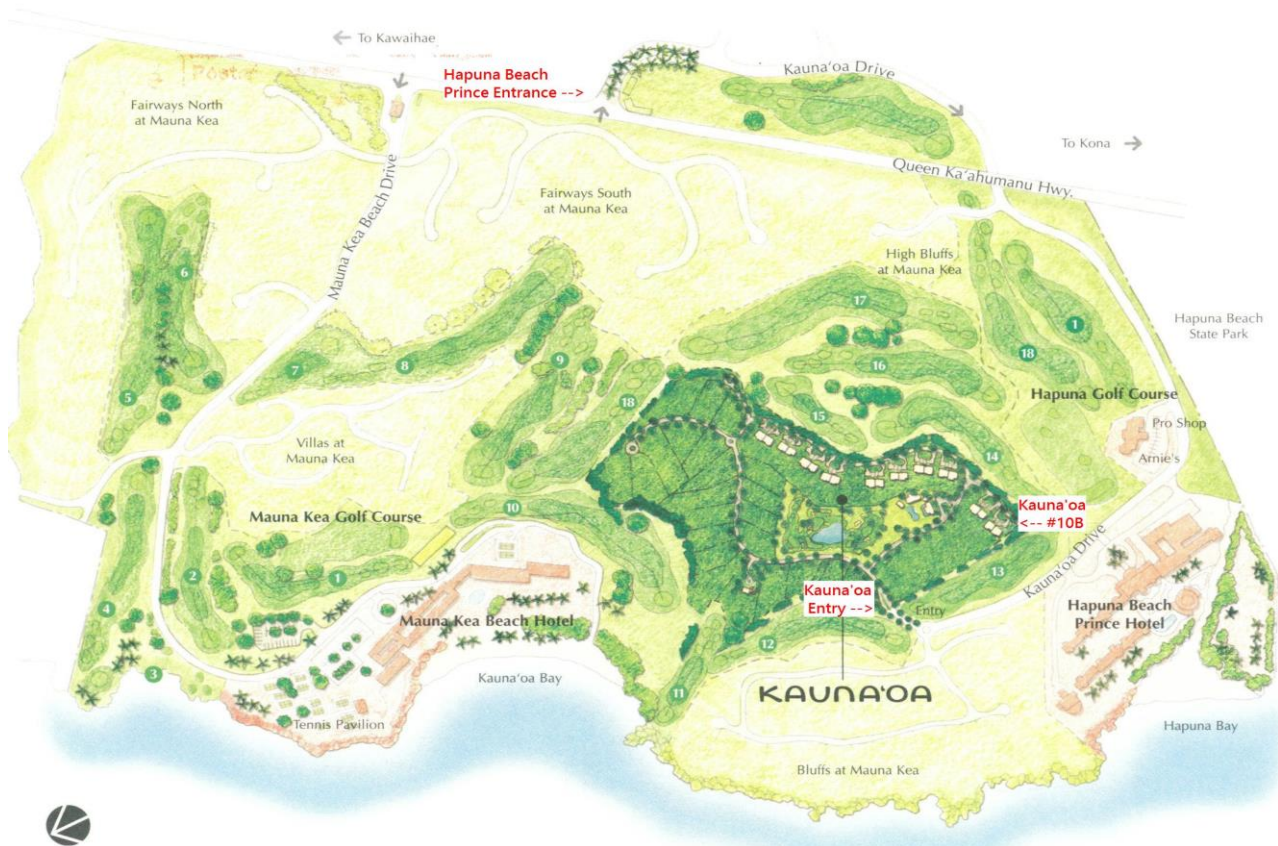 ← To Kawaihae
Poster
Hapuna Beach
Prince Entrance -->
Kauna'oa Drive
Fairways North
at Mauna Kea
To Kona →
Queen Ka'ahumanu Hwy.
Mauna Kea Beach Drive
Fairways South
at Mauna Kea
High Bluffs
at Mauna Kea
6
17
1
Hapuna Beach
State Park
18
9
8
7
16
5
18
15
Hapuna Golf Course
Pro Shop
Arnie's
Villas at
Mauna Kea
14
10
Kauna'oa
<-- #10B
Mauna Kea Golf Course
2
1
13
Kauna'oa Drive
4
Kauna'oa
Entry -->
Entry
Hapuna Beach
Prince Hotel
Mauna Kea Beach Hotel
12
3
Kauna'oa Bay
11
KAUNA'OA
Tennis Pavilion
Hapuna Bay
Bluffs at Mauna Kea